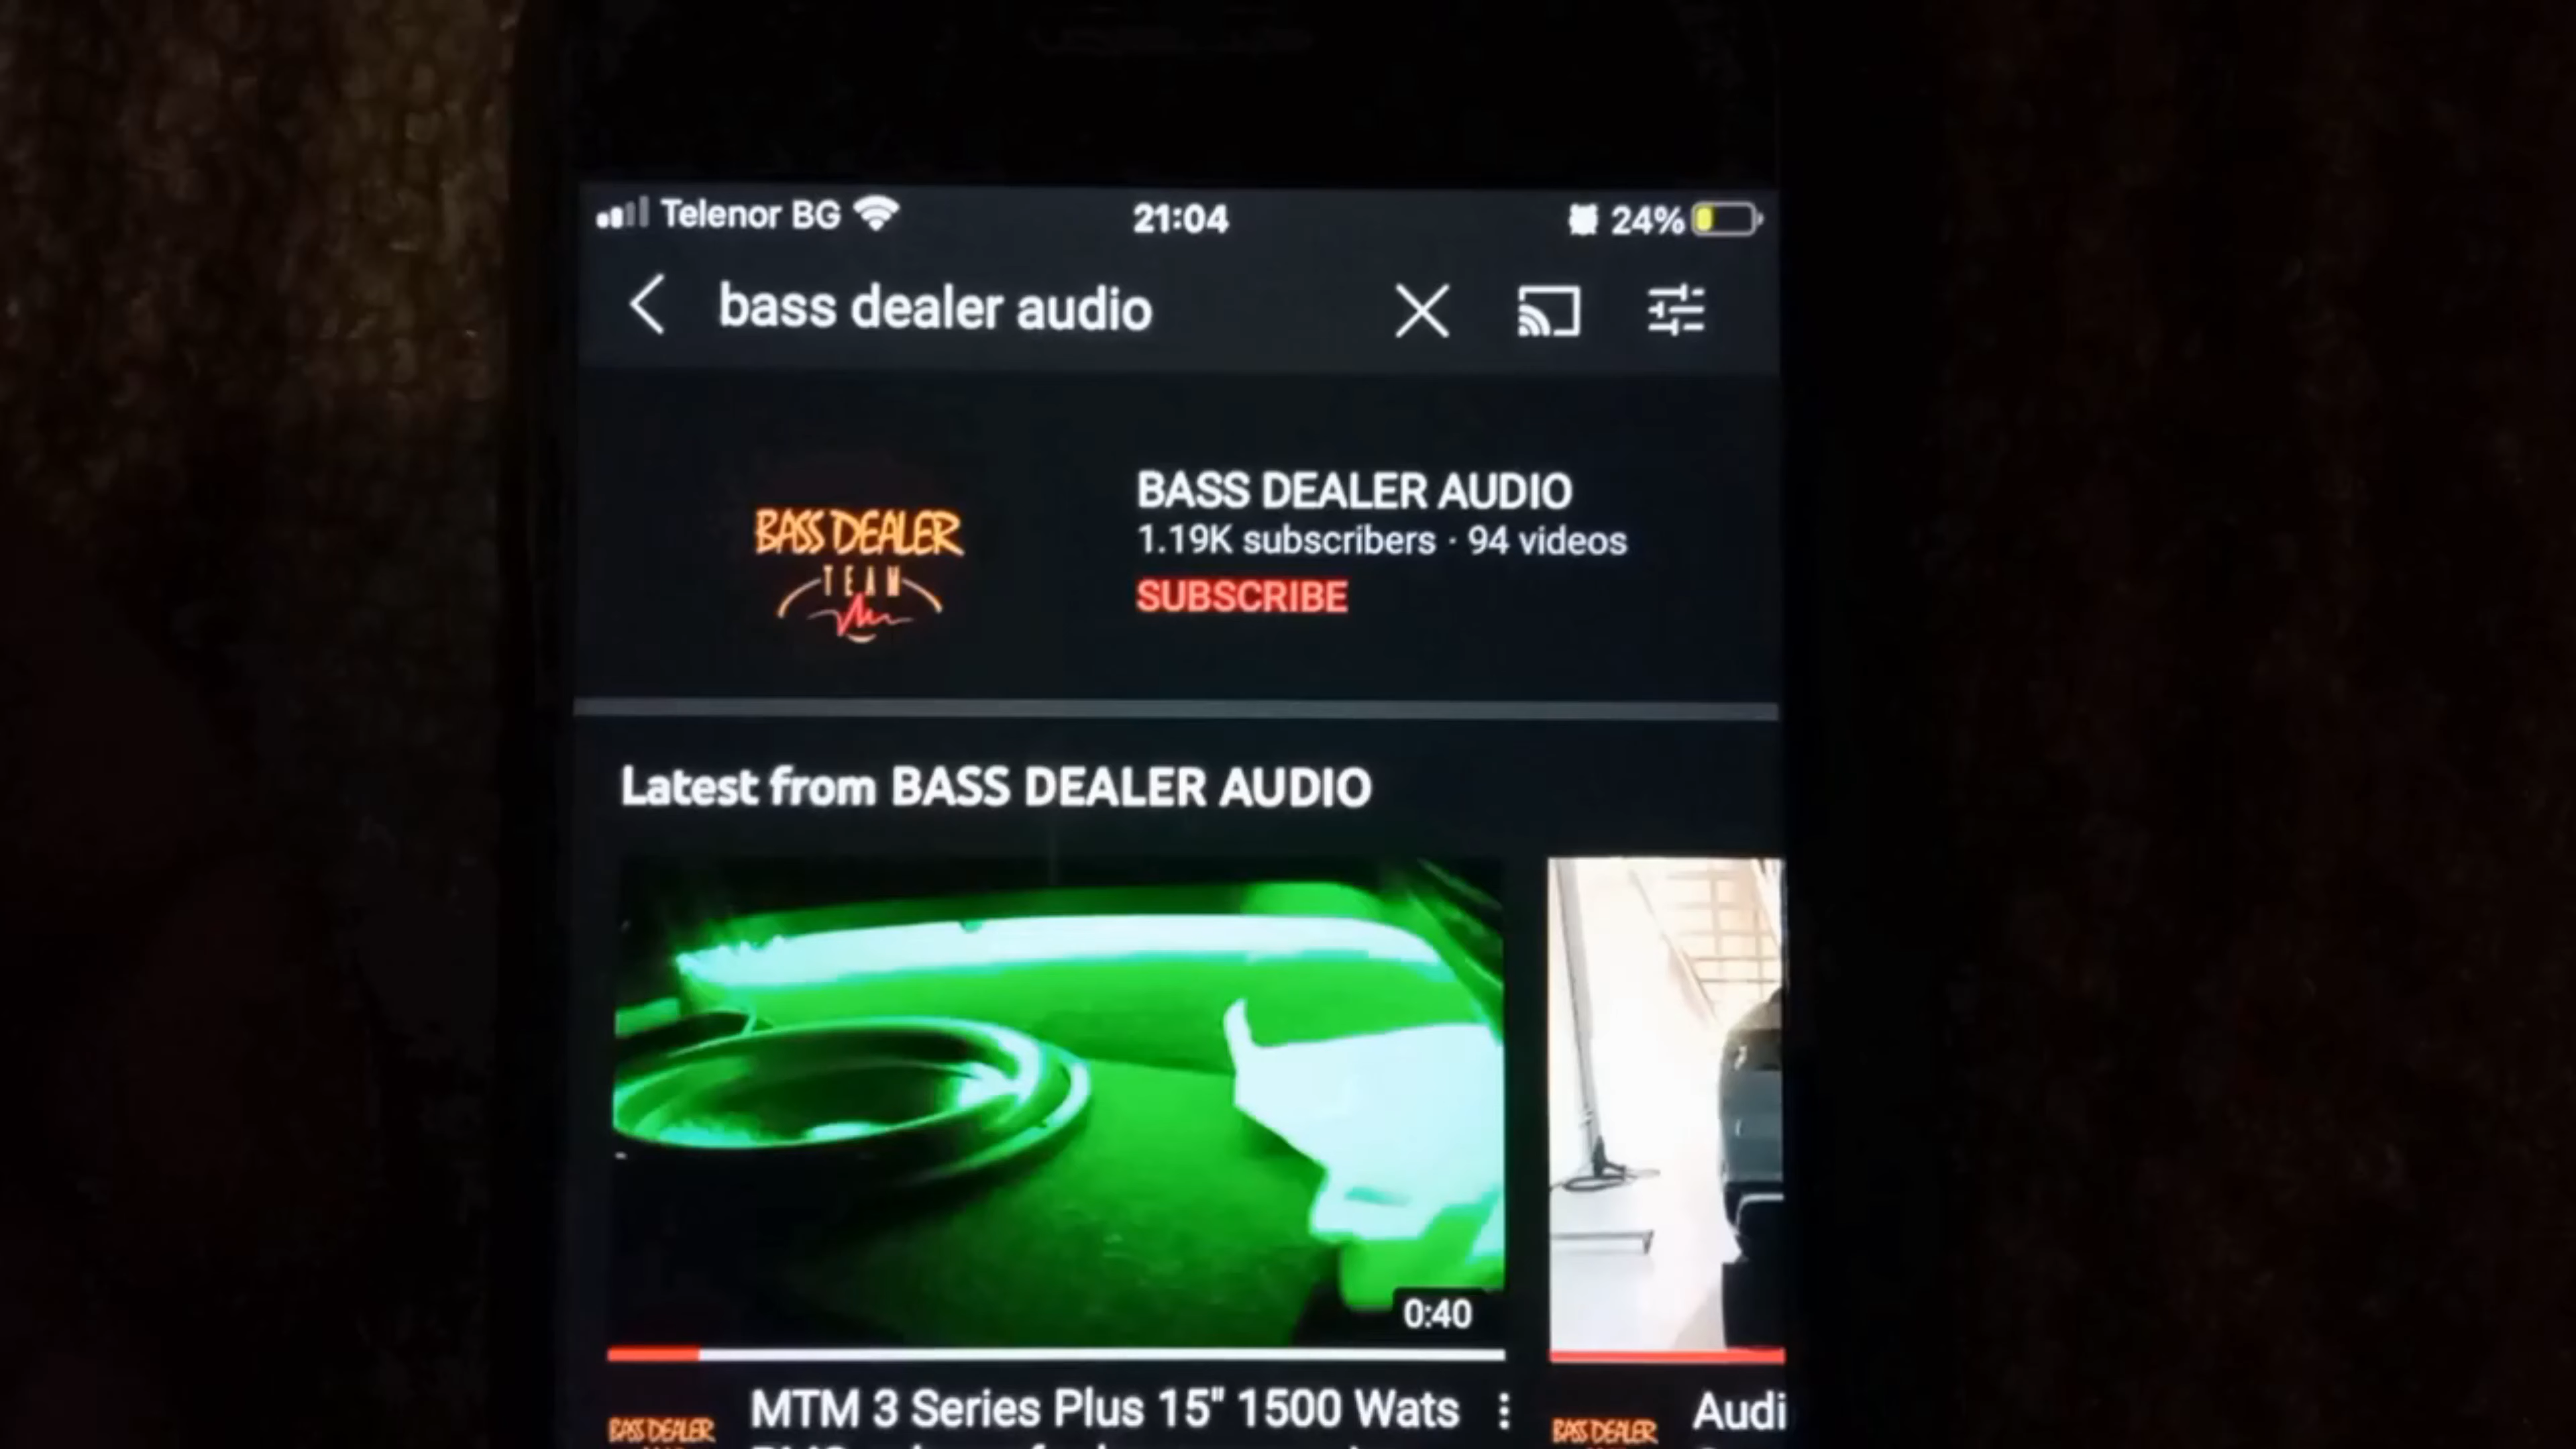 Telenor BG 21:04 24%
bass dealer audio
BASS DEALER
TEAM
BASS DEALER AUDIO
1.19K subscribers · 94 videos
SUBSCRIBE
Latest from BASS DEALER AUDIO
0:40
MTM 3 Series Plus 15" 1500 Wats
BASS DEALER
BASS DEALER
Audi